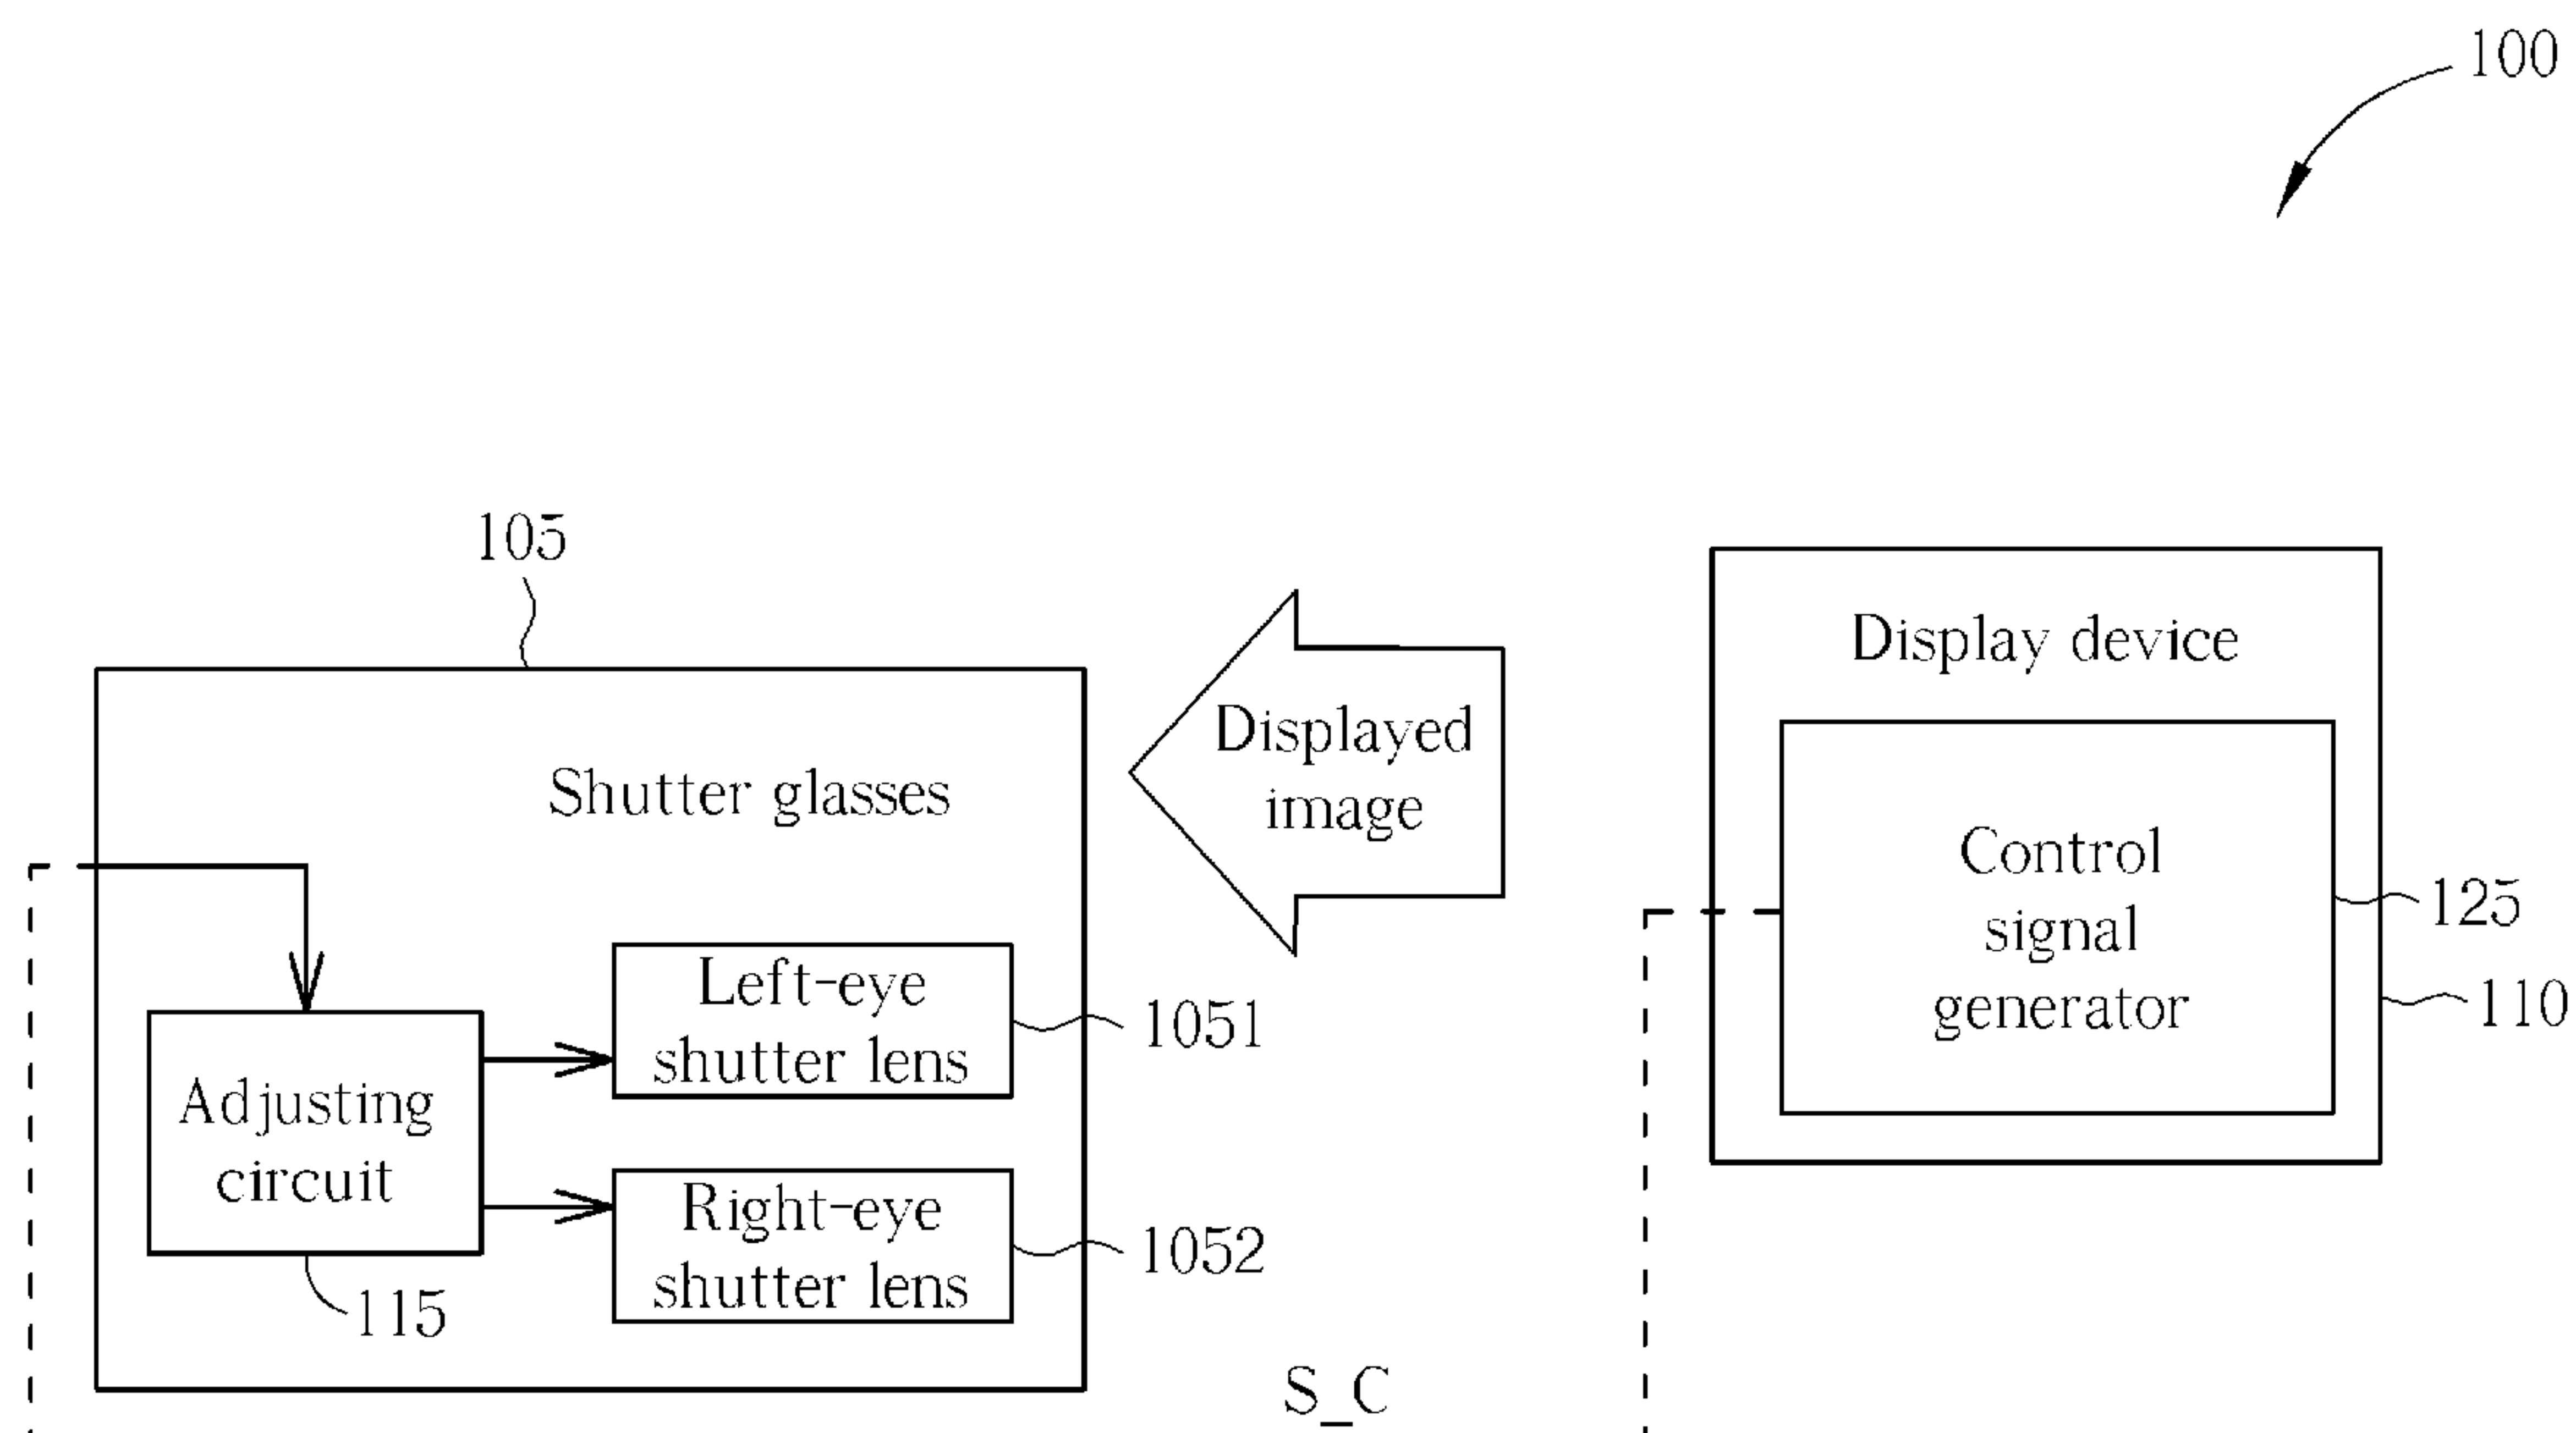 100
105
Display device
Displayed
image
Shutter glasses
Control
signal
generator
125
110
Left-eye
shutter lens
1051
Adjusting
circuit
Right-eye
shutter lens
1052
115
S_C